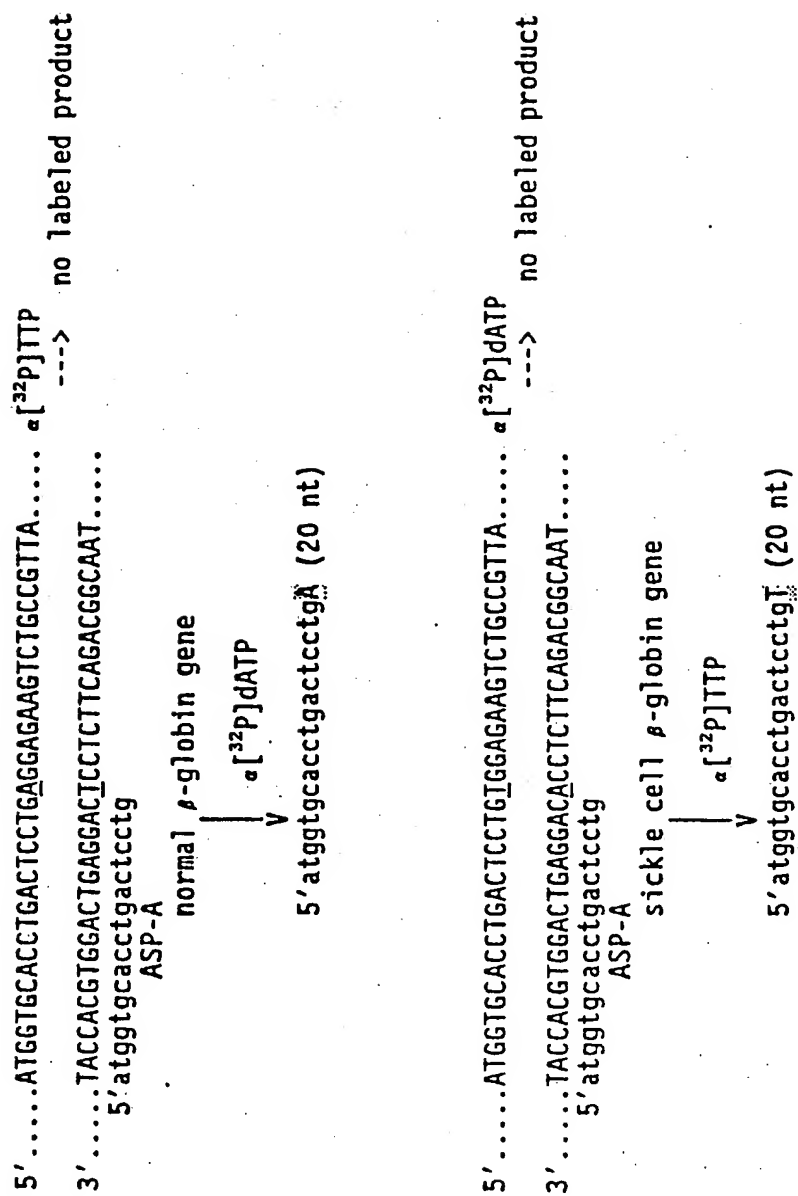 5'.....ATGGTGCACCTGACTCCTGAGGAGAAGTCTGCCGTTA..... α[32P]TTP
---> no labeled product
3'.....TACCACGTGGACTGAGGACTCCTCTTCAGACGGCAAT.....
5'atggtgcacctgactcctg
ASP-A
normal β-globin gene
α[32P]dATP
V
5'atggtgcacctgactcctgA (20 nt)
5'.....ATGGTGCACCTGACTCCTGTGGAGAAGTCTGCCGTTA..... α[32P]dATP
---> no labeled product
3'.....TACCACGTGGACTGAGGACACCTCTTCAGACGGCAAT.....
5'atggtgcacctgactcctg
ASP-A
sickle cell β-globin gene
α[32P]TTP
V
5'atggtgcacctgactcctgT (20 nt)